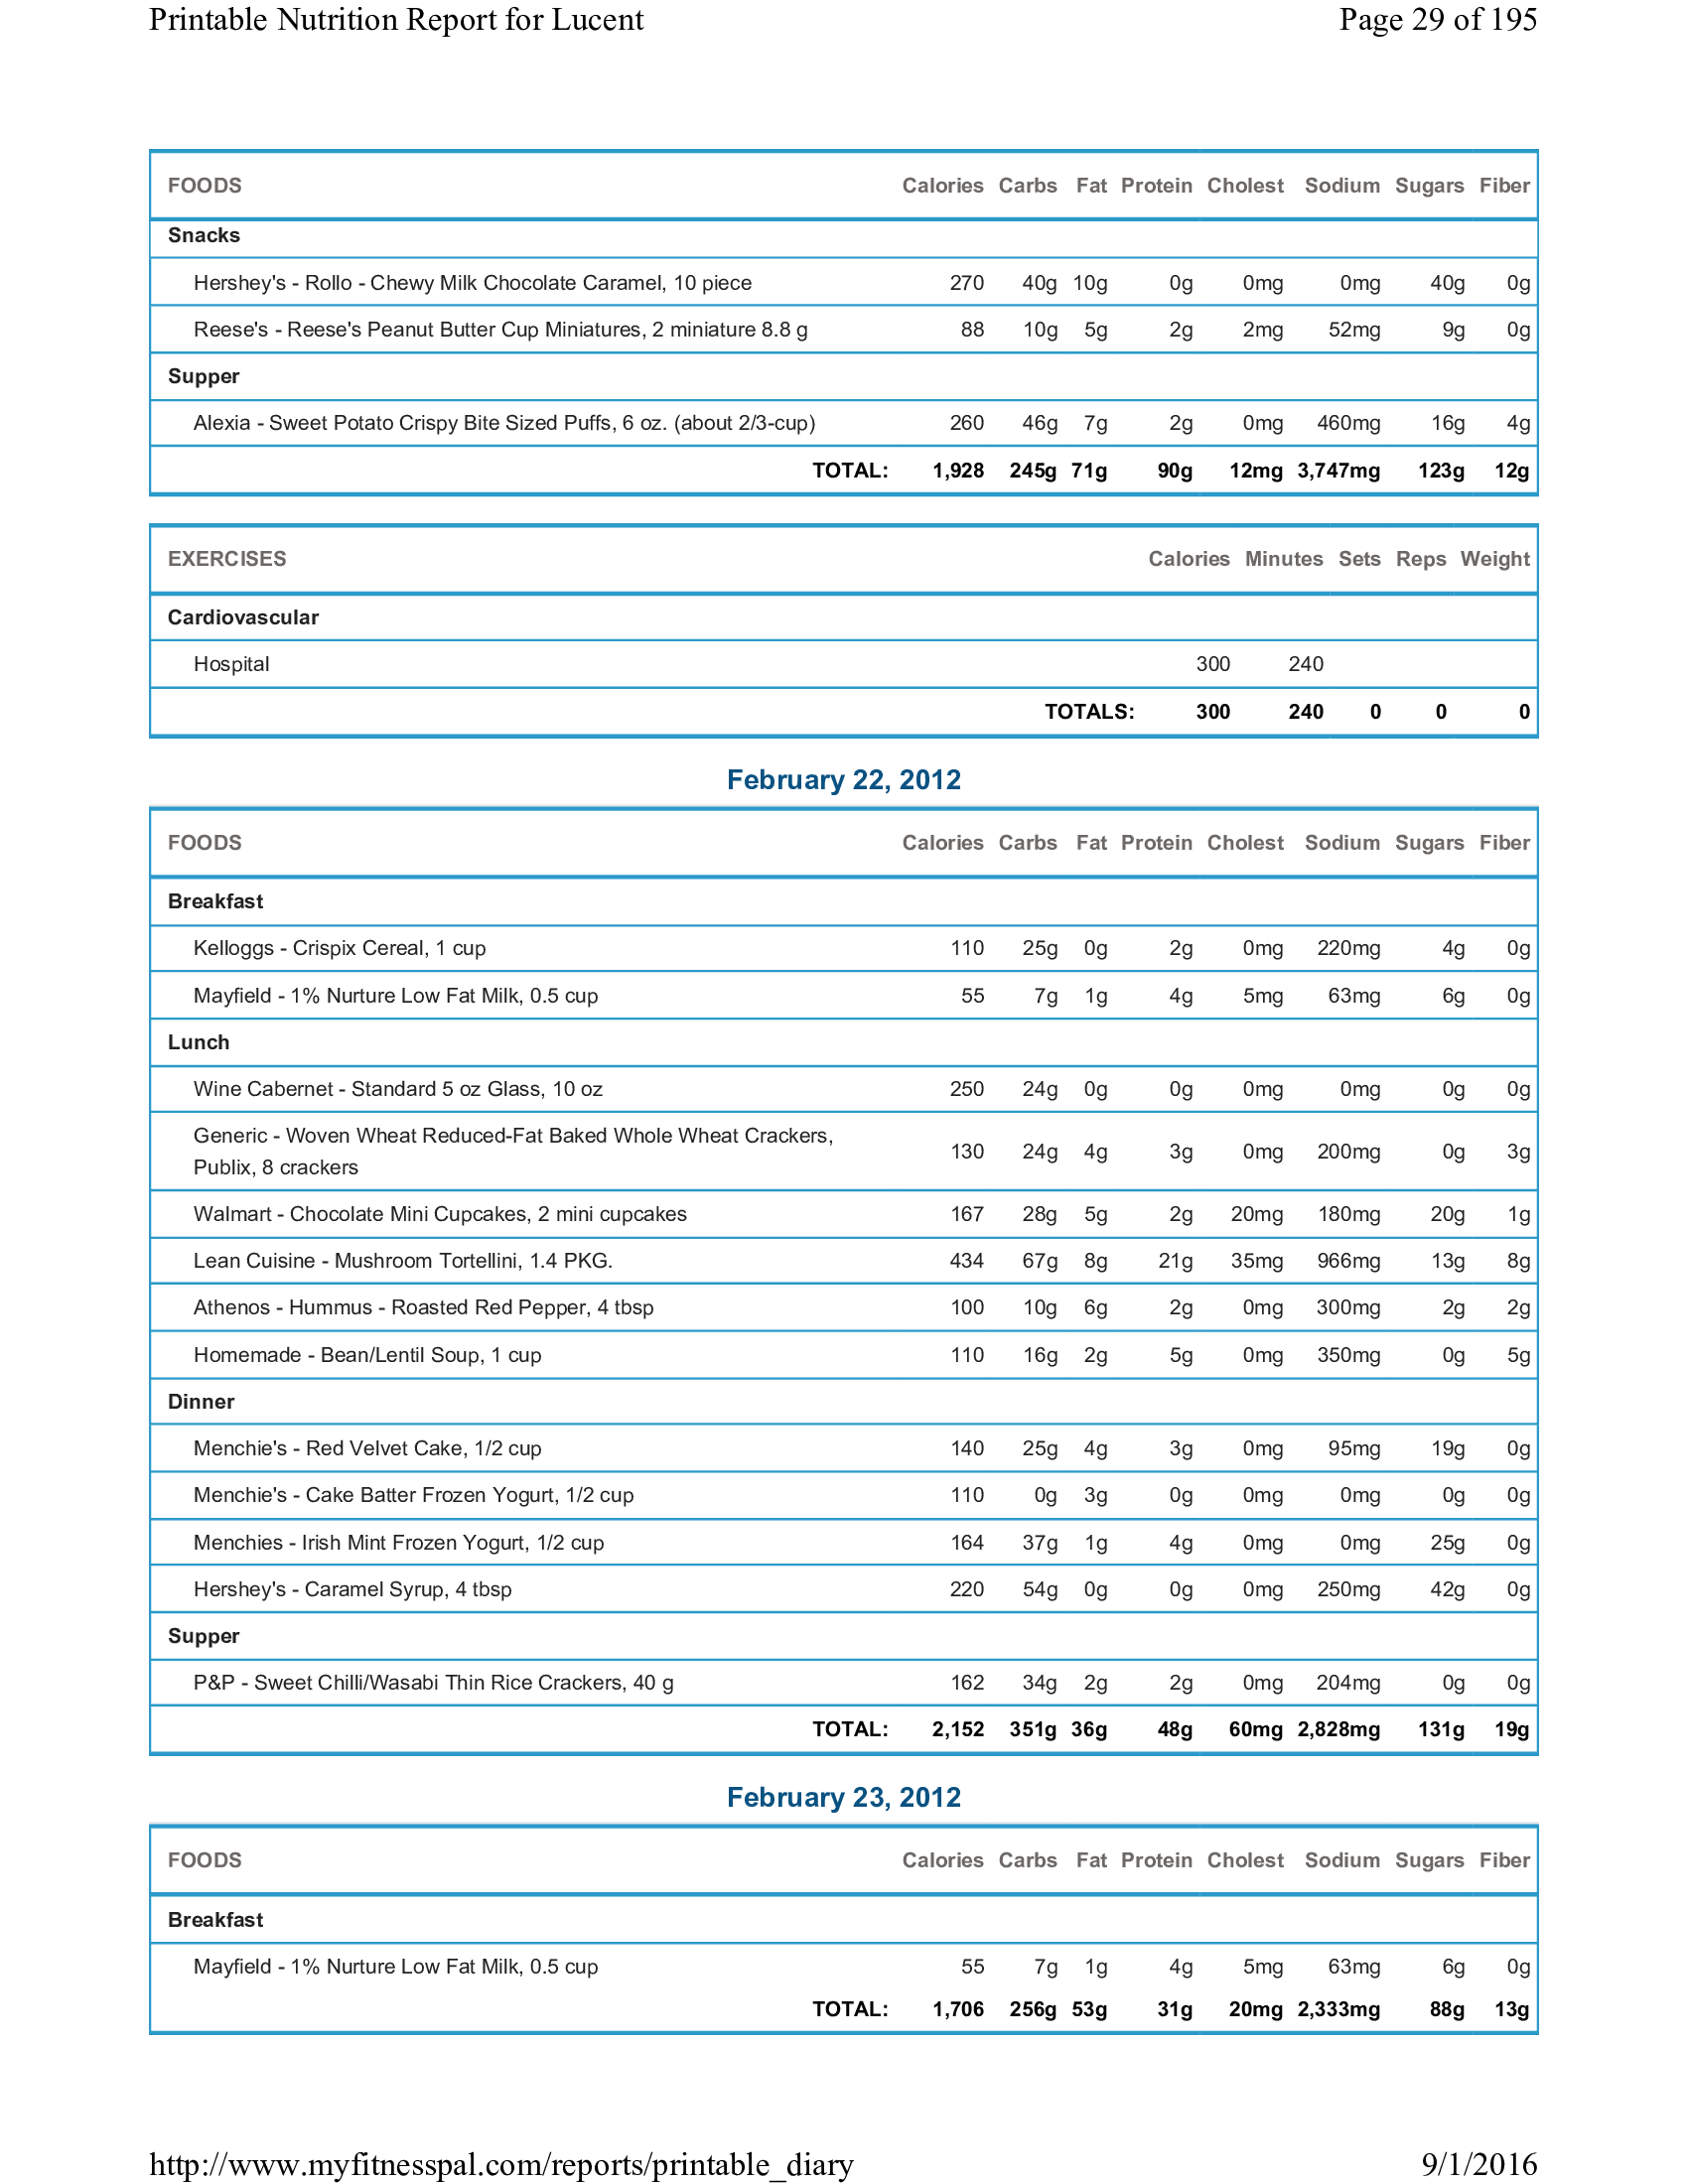 Printable Nutrition Report for Lucent Page 29 of 195
FOODS Calories Carbs Fat Protein Cholest Sodium Sugars Fiber
Snacks
Hershey's - Rollo - Chewy Milk Chocolate Caramel, 10 piece 270 40g 10g 0g 0mg 0mg 40g 0g
Reese's - Reese's Peanut Butter Cup Miniatures, 2 miniature 8.8 g 88 10g 5g 2g 2mg 52mg 9g 0g
Supper
Alexia - Sweet Potato Crispy Bite Sized Puffs, 6 oz. (about 2/3-cup) 260 46g 7g 2g 0mg 460mg 16g 4g
TOTAL: 1,928 245g 71g 90g 12mg 3,747mg 123g 12g
EXERCISES Calories Minutes Sets Reps Weight
Cardiovascular
Hospital 300 240
TOTALS: 300 240 0 0 0
February 22, 2012
FOODS Calories Carbs Fat Protein Cholest Sodium Sugars Fiber
Breakfast
Kelloggs - Crispix Cereal, 1 cup 110 25g 0g 2g 0mg 220mg 4g 0g
Mayfield - 1% Nurture Low Fat Milk, 0.5 cup 55 7g 1g 4g 5mg 63mg 6g 0g
Lunch
Wine Cabernet - Standard 5 oz Glass, 10 oz 250 24g 0g 0g 0mg 0mg 0g 0g
Generic - Woven Wheat Reduced-Fat Baked Whole Wheat Crackers,
Publix, 8 crackers 130 24g 4g 3g 0mg 200mg 0g 3g
Walmart - Chocolate Mini Cupcakes, 2 mini cupcakes 167 28g 5g 2g 20mg 180mg 20g 1g
Lean Cuisine - Mushroom Tortellini, 1.4 PKG. 434 67g 8g 21g 35mg 966mg 13g 8g
Athenos - Hummus - Roasted Red Pepper, 4 tbsp 100 10g 6g 2g 0mg 300mg 2g 2g
Homemade - Bean/Lentil Soup, 1 cup 110 16g 2g 5g 0mg 350mg 0g 5g
Dinner
Menchie's - Red Velvet Cake, 1/2 cup 140 25g 4g 3g 0mg 95mg 19g 0g
Menchie's - Cake Batter Frozen Yogurt, 1/2 cup 110 0g 3g 0g 0mg 0mg 0g 0g
Menchies - Irish Mint Frozen Yogurt, 1/2 cup 164 37g 1g 4g 0mg 0mg 25g 0g
Hershey's - Caramel Syrup, 4 tbsp 220 54g 0g 0g 0mg 250mg 42g 0g
Supper
P&P - Sweet Chilli/Wasabi Thin Rice Crackers, 40 g 162 34g 2g 2g 0mg 204mg 0g 0g
TOTAL: 2,152 351g 36g 48g 60mg 2,828mg 131g 19g
February 23, 2012
FOODS Calories Carbs Fat Protein Cholest Sodium Sugars Fiber
Breakfast
Mayfield - 1% Nurture Low Fat Milk, 0.5 cup 55 7g 1g 4g 5mg 63mg 6g 0g
TOTAL: 1,706 256g 53g 31g 20mg 2,333mg 88g 13g
http://www.myfitnesspal.com/reports/printable_diary 9/1/2016